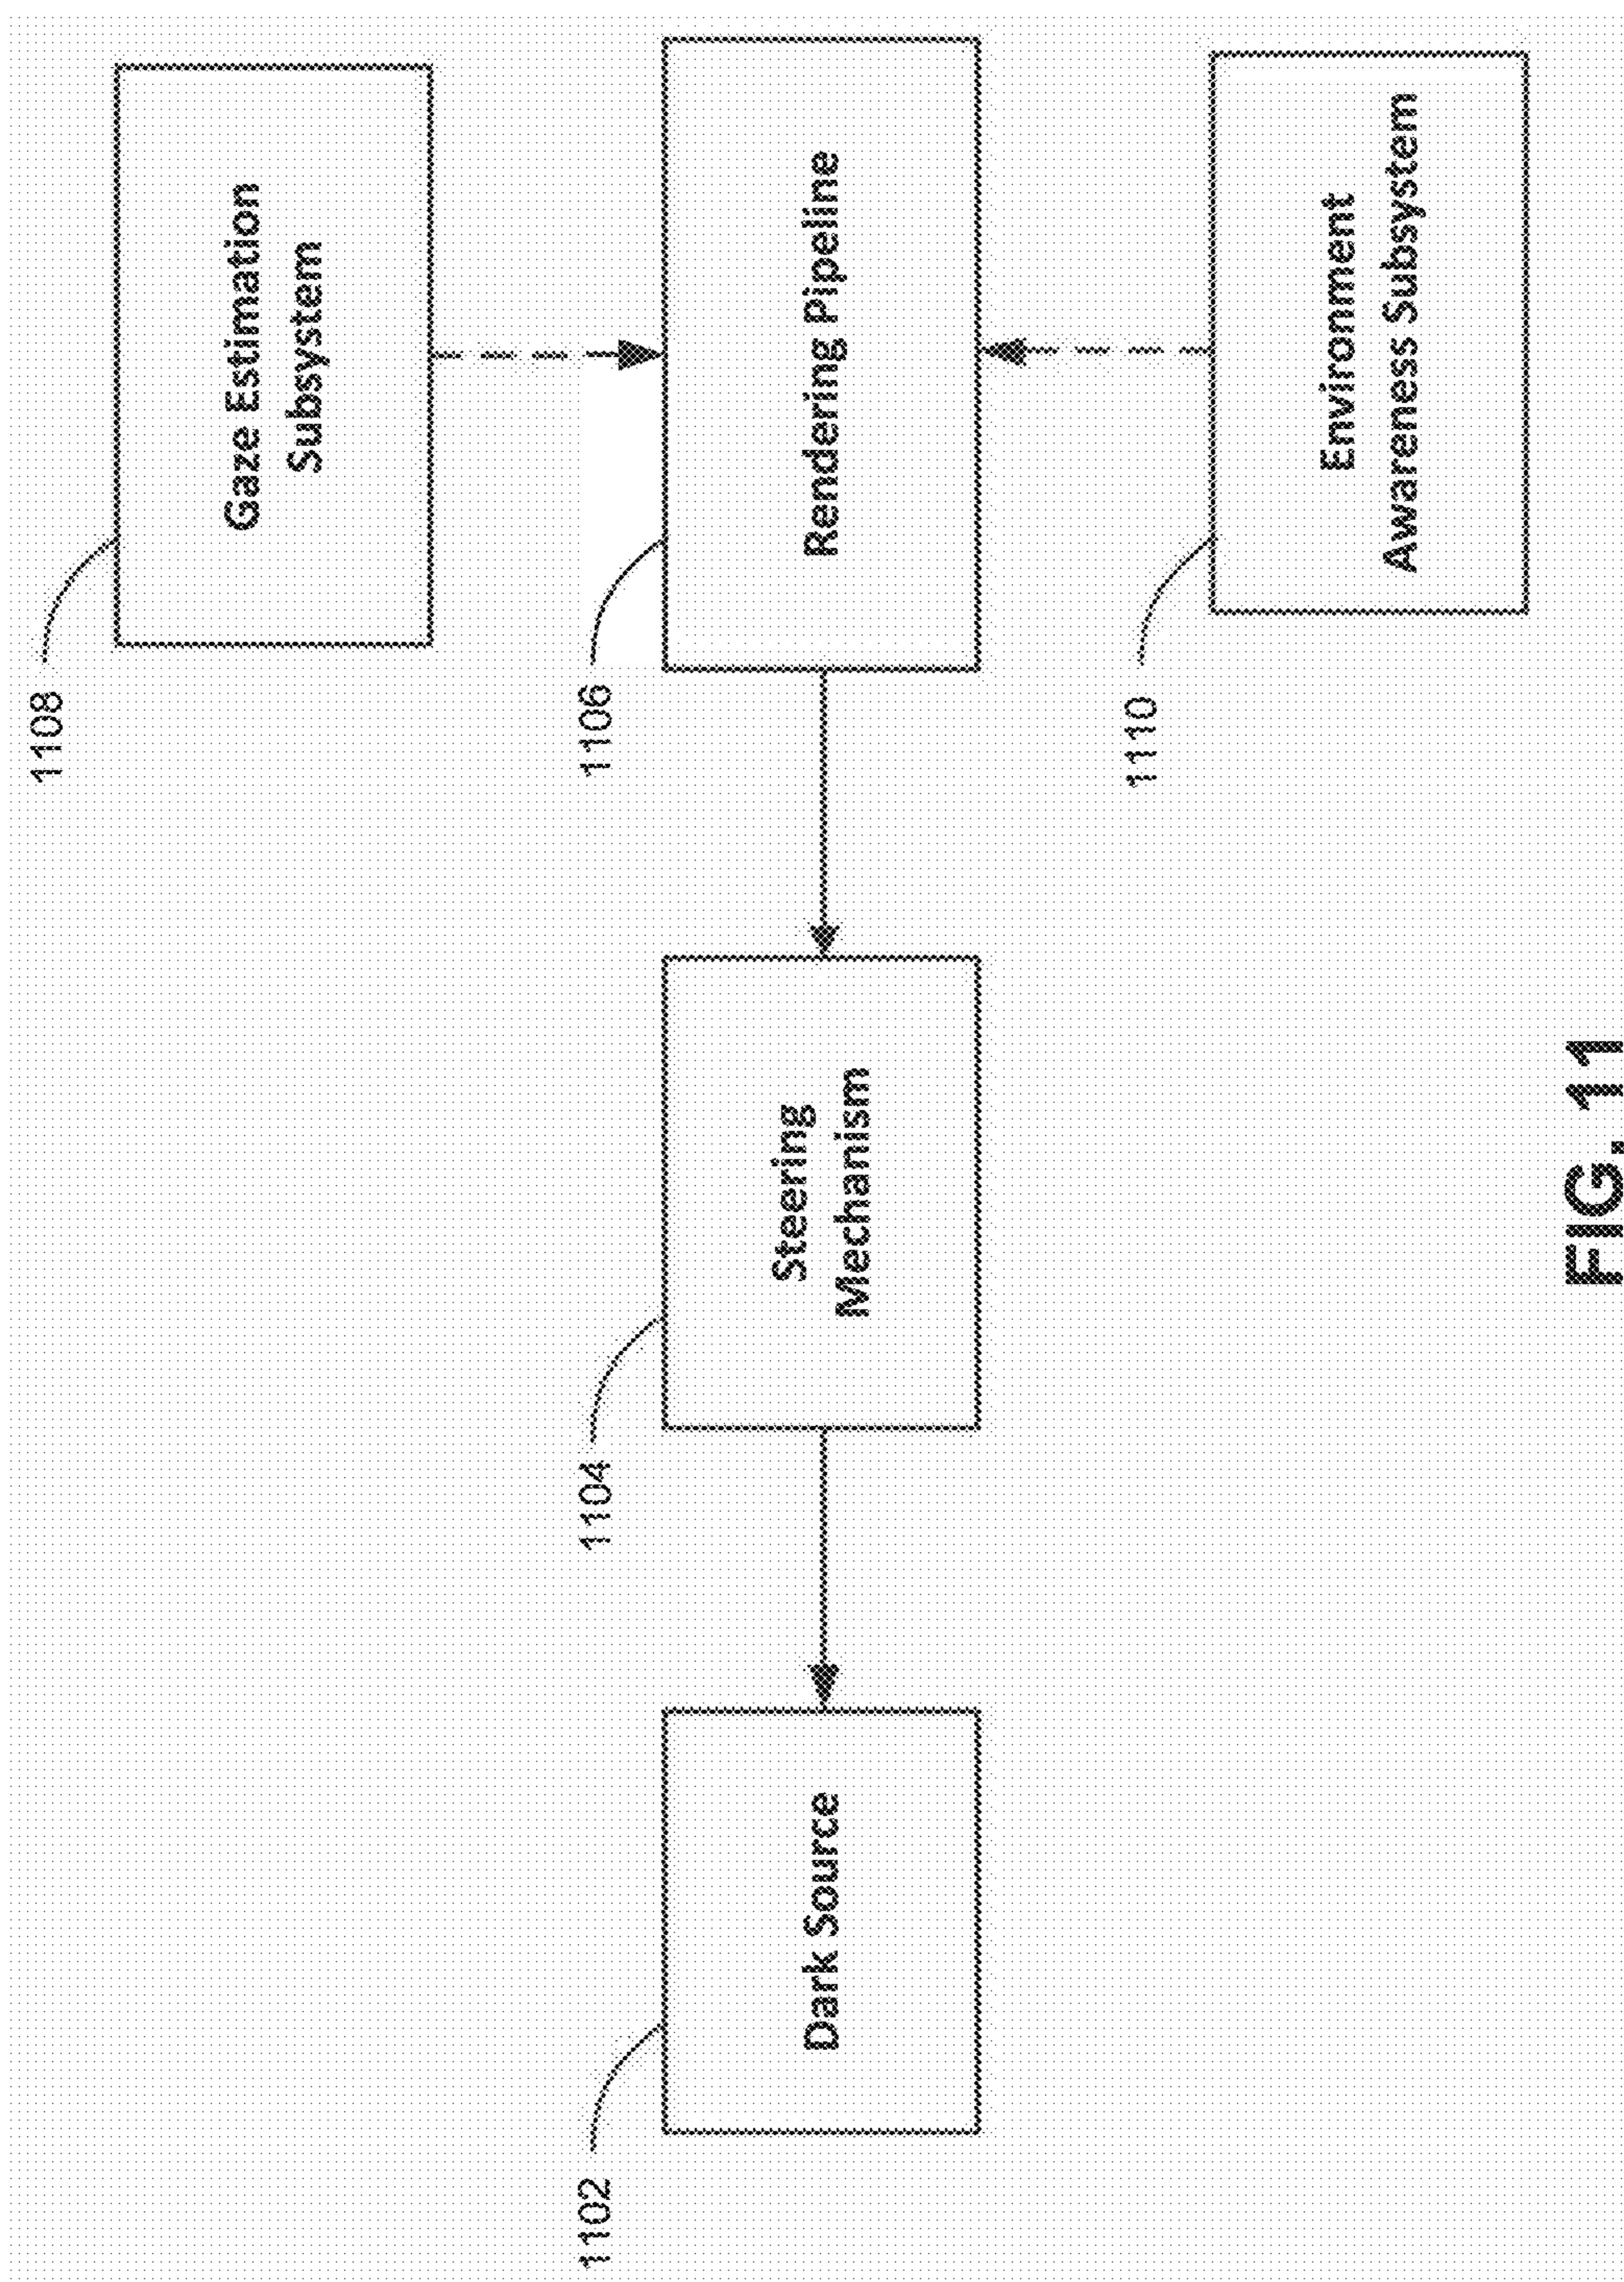 1108
Gaze Estimation
Subsystem
1102
Dark Source
1104
Steering
Mechanism
1106
Rendering Pipeline
1110
Environment
Awareness Subsystem
FIG. 11